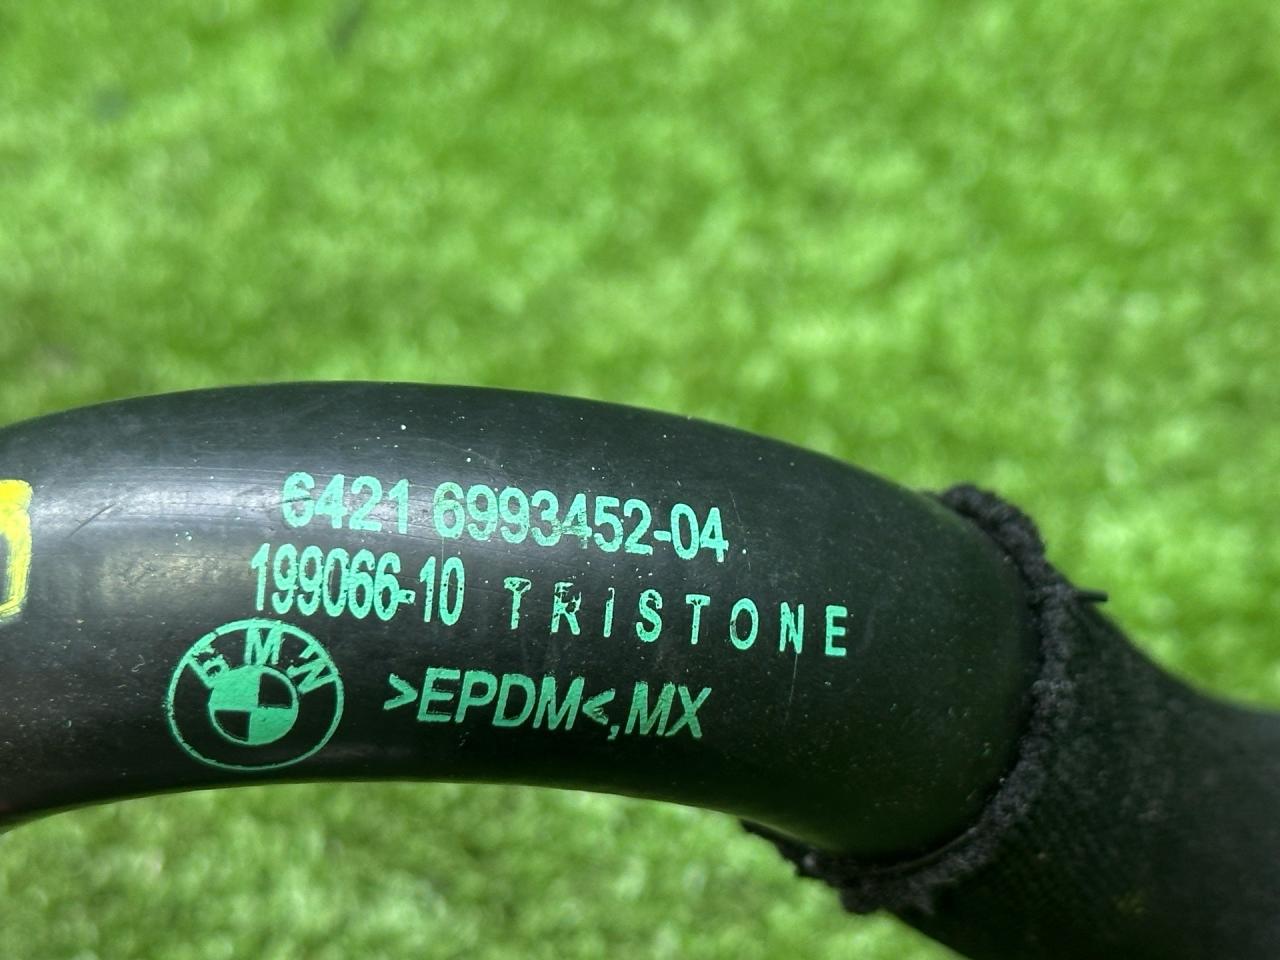 6421 6993452-04
199066-10 TRISTONE
BMW
>EPDM<,MX